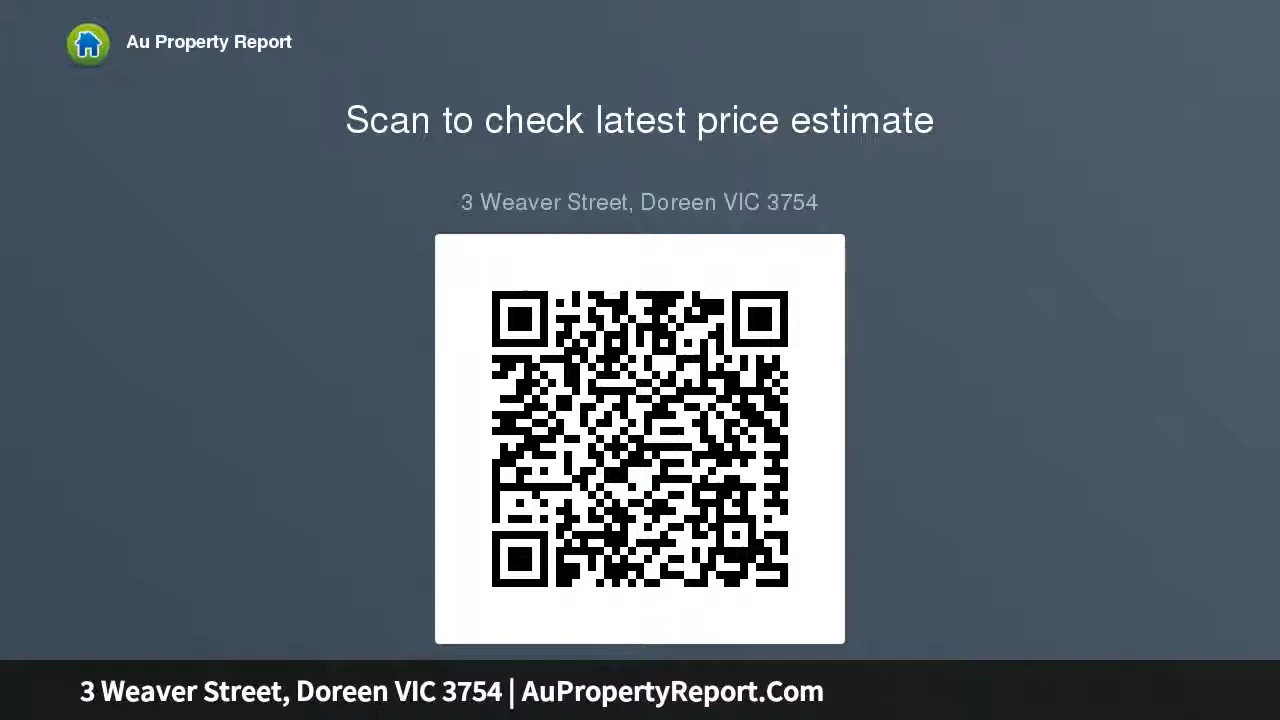 Au Property Report
Scan to check latest price estimate
3 Weaver Street, Doreen VIC 3754
3 Weaver Street, Doreen VIC 3754 | AuPropertyReport.Com